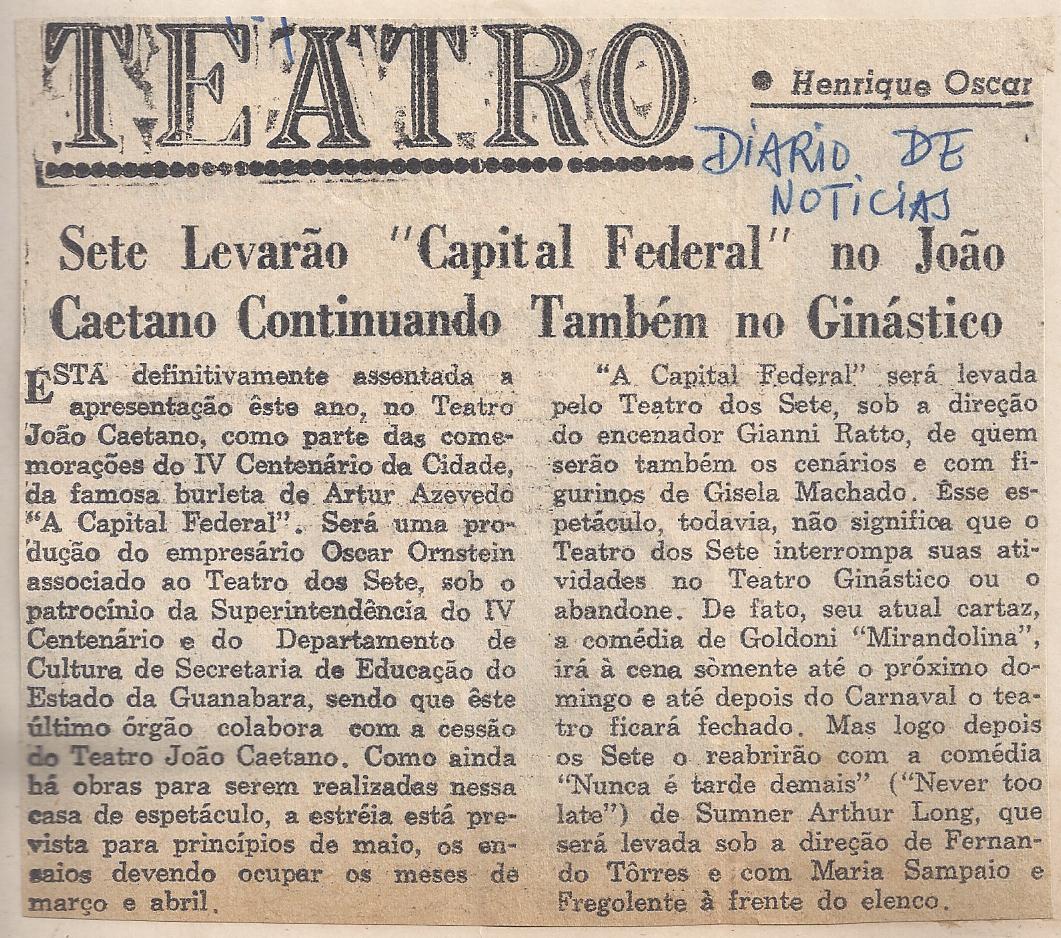 TEATRO
• Henrique Oscar
DIARIO DE
NOTICIAS
Sete Levarão "Capital Federal" no João
Caetano Continuando Também no Ginástico
ESTÁ definitivamente assentada a
apresentação êste ano, no Teatro
João Caetano, como parte das come-
morações do IV Centenário da Cidade,
da famosa burleta de Artur Azevedo
"A Capital Federal". Será uma pro-
dução do empresário Oscar Ornstein
associado ao Teatro dos Sete, sob o
patrocínio da Superintendência do IV
Centenário e do Departamento de
Cultura de Secretaria de Educação do
Estado da Guanabara, sendo que êste
último órgão colabora com a cessão
do Teatro João Caetano. Como ainda
há obras para serem realizadas nessa
casa de espetáculo, a estréia está pre-
vista para princípios de maio, os en-
saios devendo ocupar os meses de
março e abril.
"A Capital Federal" será levada
pelo Teatro dos Sete, sob a direção
do encenador Gianni Ratto, de quem
serão também os cenários e com fi-
gurinos de Gisela Machado. Êsse es-
petáculo, todavia, não significa que o
Teatro dos Sete interrompa suas ati-
vidades no Teatro Ginástico ou o
abandone. De fato, seu atual cartaz,
a comédia de Goldoni "Mirandolina",
irá à cena sòmente até o próximo do-
mingo e até depois do Carnaval o tea-
tro ficará fechado. Mas logo depois
os Sete o reabrirão com a comédia
"Nunca é tarde demais" ("Never too
late") de Sumner Arthur Long, que
será levada sob a direção de Fernan-
do Tôrres e com Maria Sampaio e
Fregolente à frente do elenco.